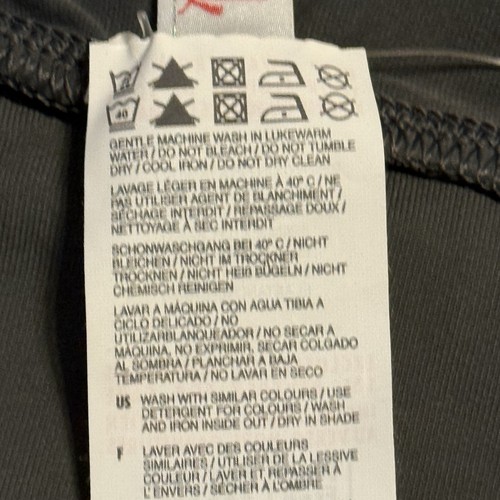 40
GENTLE MACHINE WASH IN LUKEWARM
WATER / DO NOT BLEACH / DO NOT TUMBLE
DRY / COOL IRON / DO NOT DRY CLEAN
LAVAGE LÉGER EN MACHINE À 40° C / NE
PAS UTILISER AGENT DE BLANCHIMENT /
SÉCHAGE INTERDIT / REPASSAGE DOUX /
NETTOYAGE À SEC INTERDIT
SCHONWASCHGANG BEI 40° C / NICHT
BLEICHEN / NICHT IM TROCKNER
TROCKNEN / NICHT HEIß BÜGELN / NICHT
CHEMISCH REINIGEN
LAVAR A MÁQUINA CON AGUA TIBIA A
CICLO DELICADO / NO
UTILIZARBLANQUEADOR / NO SECAR A
MÁQUINA, NO EXPRIMIR, SECAR COLGADO
AL SOMBRA / PLANCHAR A BAJA
TEMPERATURA / NO LAVAR EN SECO
US WASH WITH SIMILAR COLOURS / USE
DETERGENT FOR COLOURS / WASH
AND IRON INSIDE OUT / DRY IN SHADE
F LAVER AVEC DES COULEURS
SIMILAIRES / UTILISER DE LA LESSIVE
COULEUR / LAVER ET REPASSER À
L'ENVERS / SÉCHER À L'OMBRE